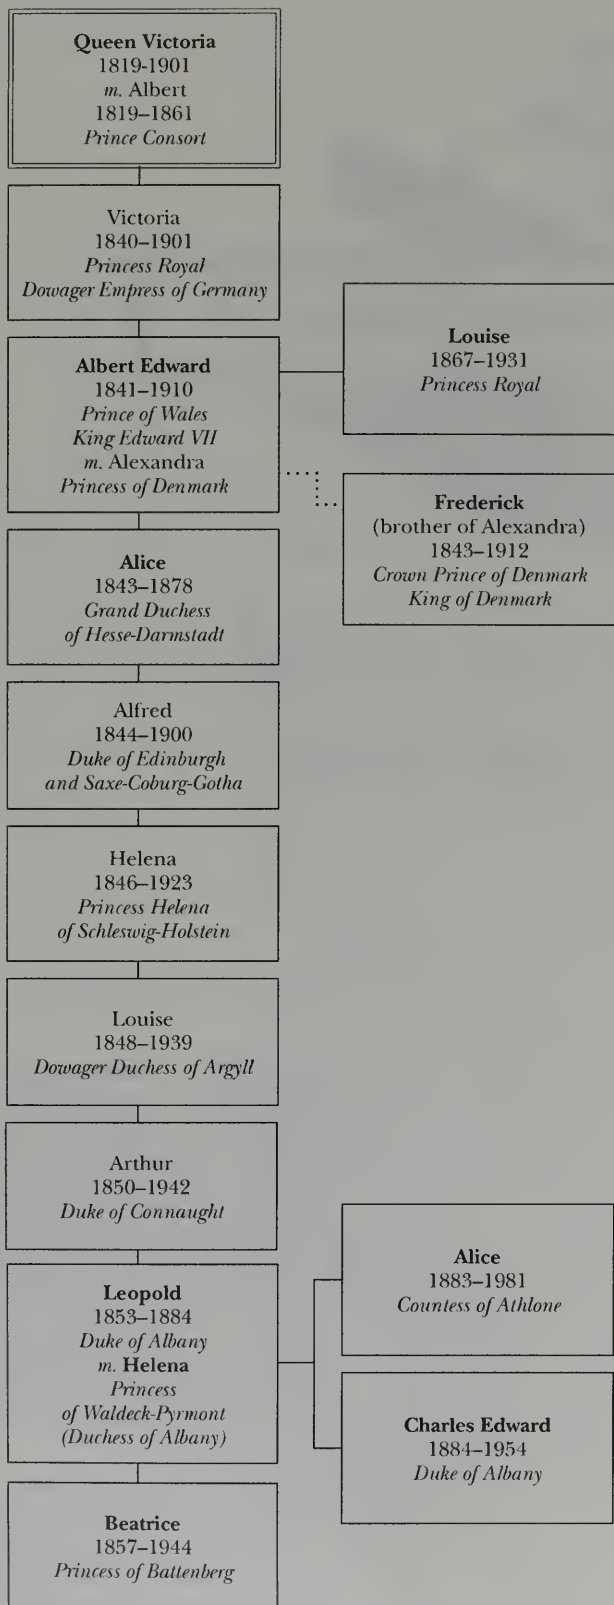 Queen Victoria
1819-1901
m. Albert
1819–1861
Prince Consort
Victoria
1840–1901
Princess Royal
Dowager Empress of Germany
Albert Edward
1841–1910
Prince of Wales
King Edward VII
m. Alexandra
Princess of Denmark
Louise
1867–1931
Princess Royal
Frederick
(brother of Alexandra)
1843–1912
Crown Prince of Denmark
King of Denmark
Alice
1843–1878
Grand Duchess
of Hesse-Darmstadt
Alfred
1844–1900
Duke of Edinburgh
and Saxe-Coburg-Gotha
Helena
1846–1923
Princess Helena
of Schleswig-Holstein
Louise
1848–1939
Dowager Duchess of Argyll
Arthur
1850–1942
Duke of Connaught
Leopold
1853–1884
Duke of Albany
m. Helena
Princess
of Waldeck-Pyrmont
(Duchess of Albany)
Alice
1883–1981
Countess of Athlone
Charles Edward
1884–1954
Duke of Albany
Beatrice
1857–1944
Princess of Battenberg